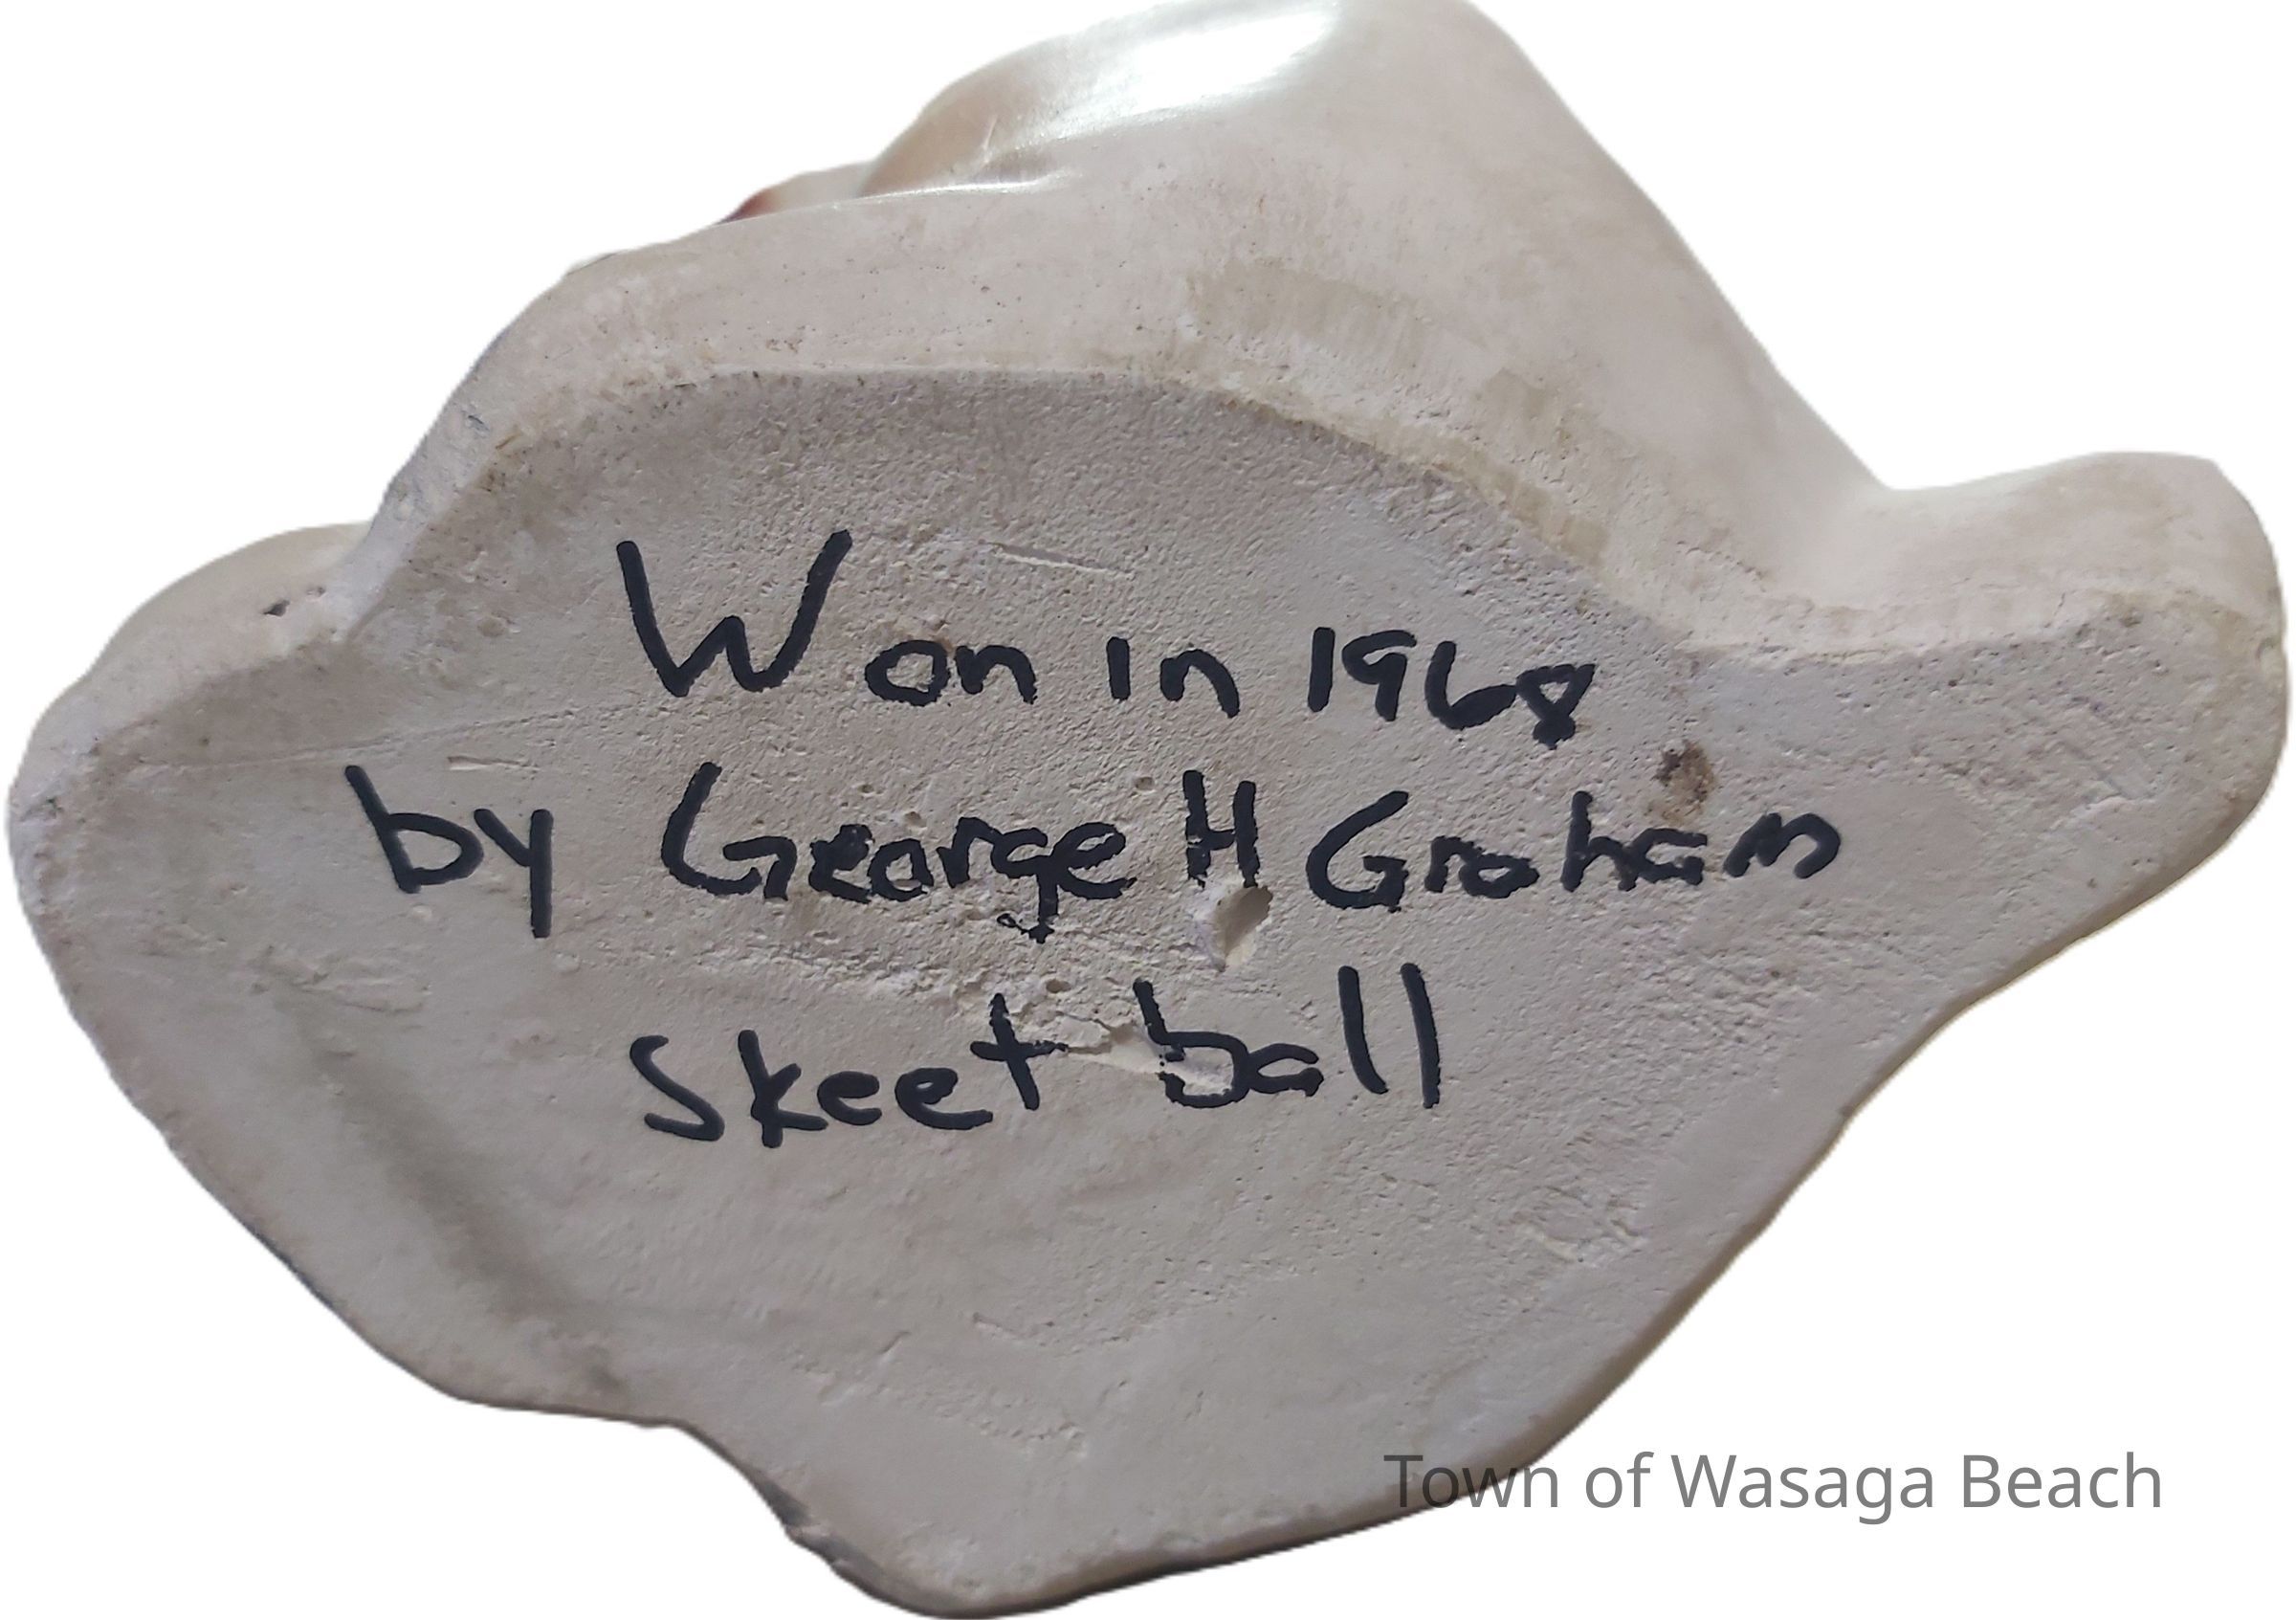 Won in 1968
by George H Graham
Skeet ball
Town of Wasaga Beach